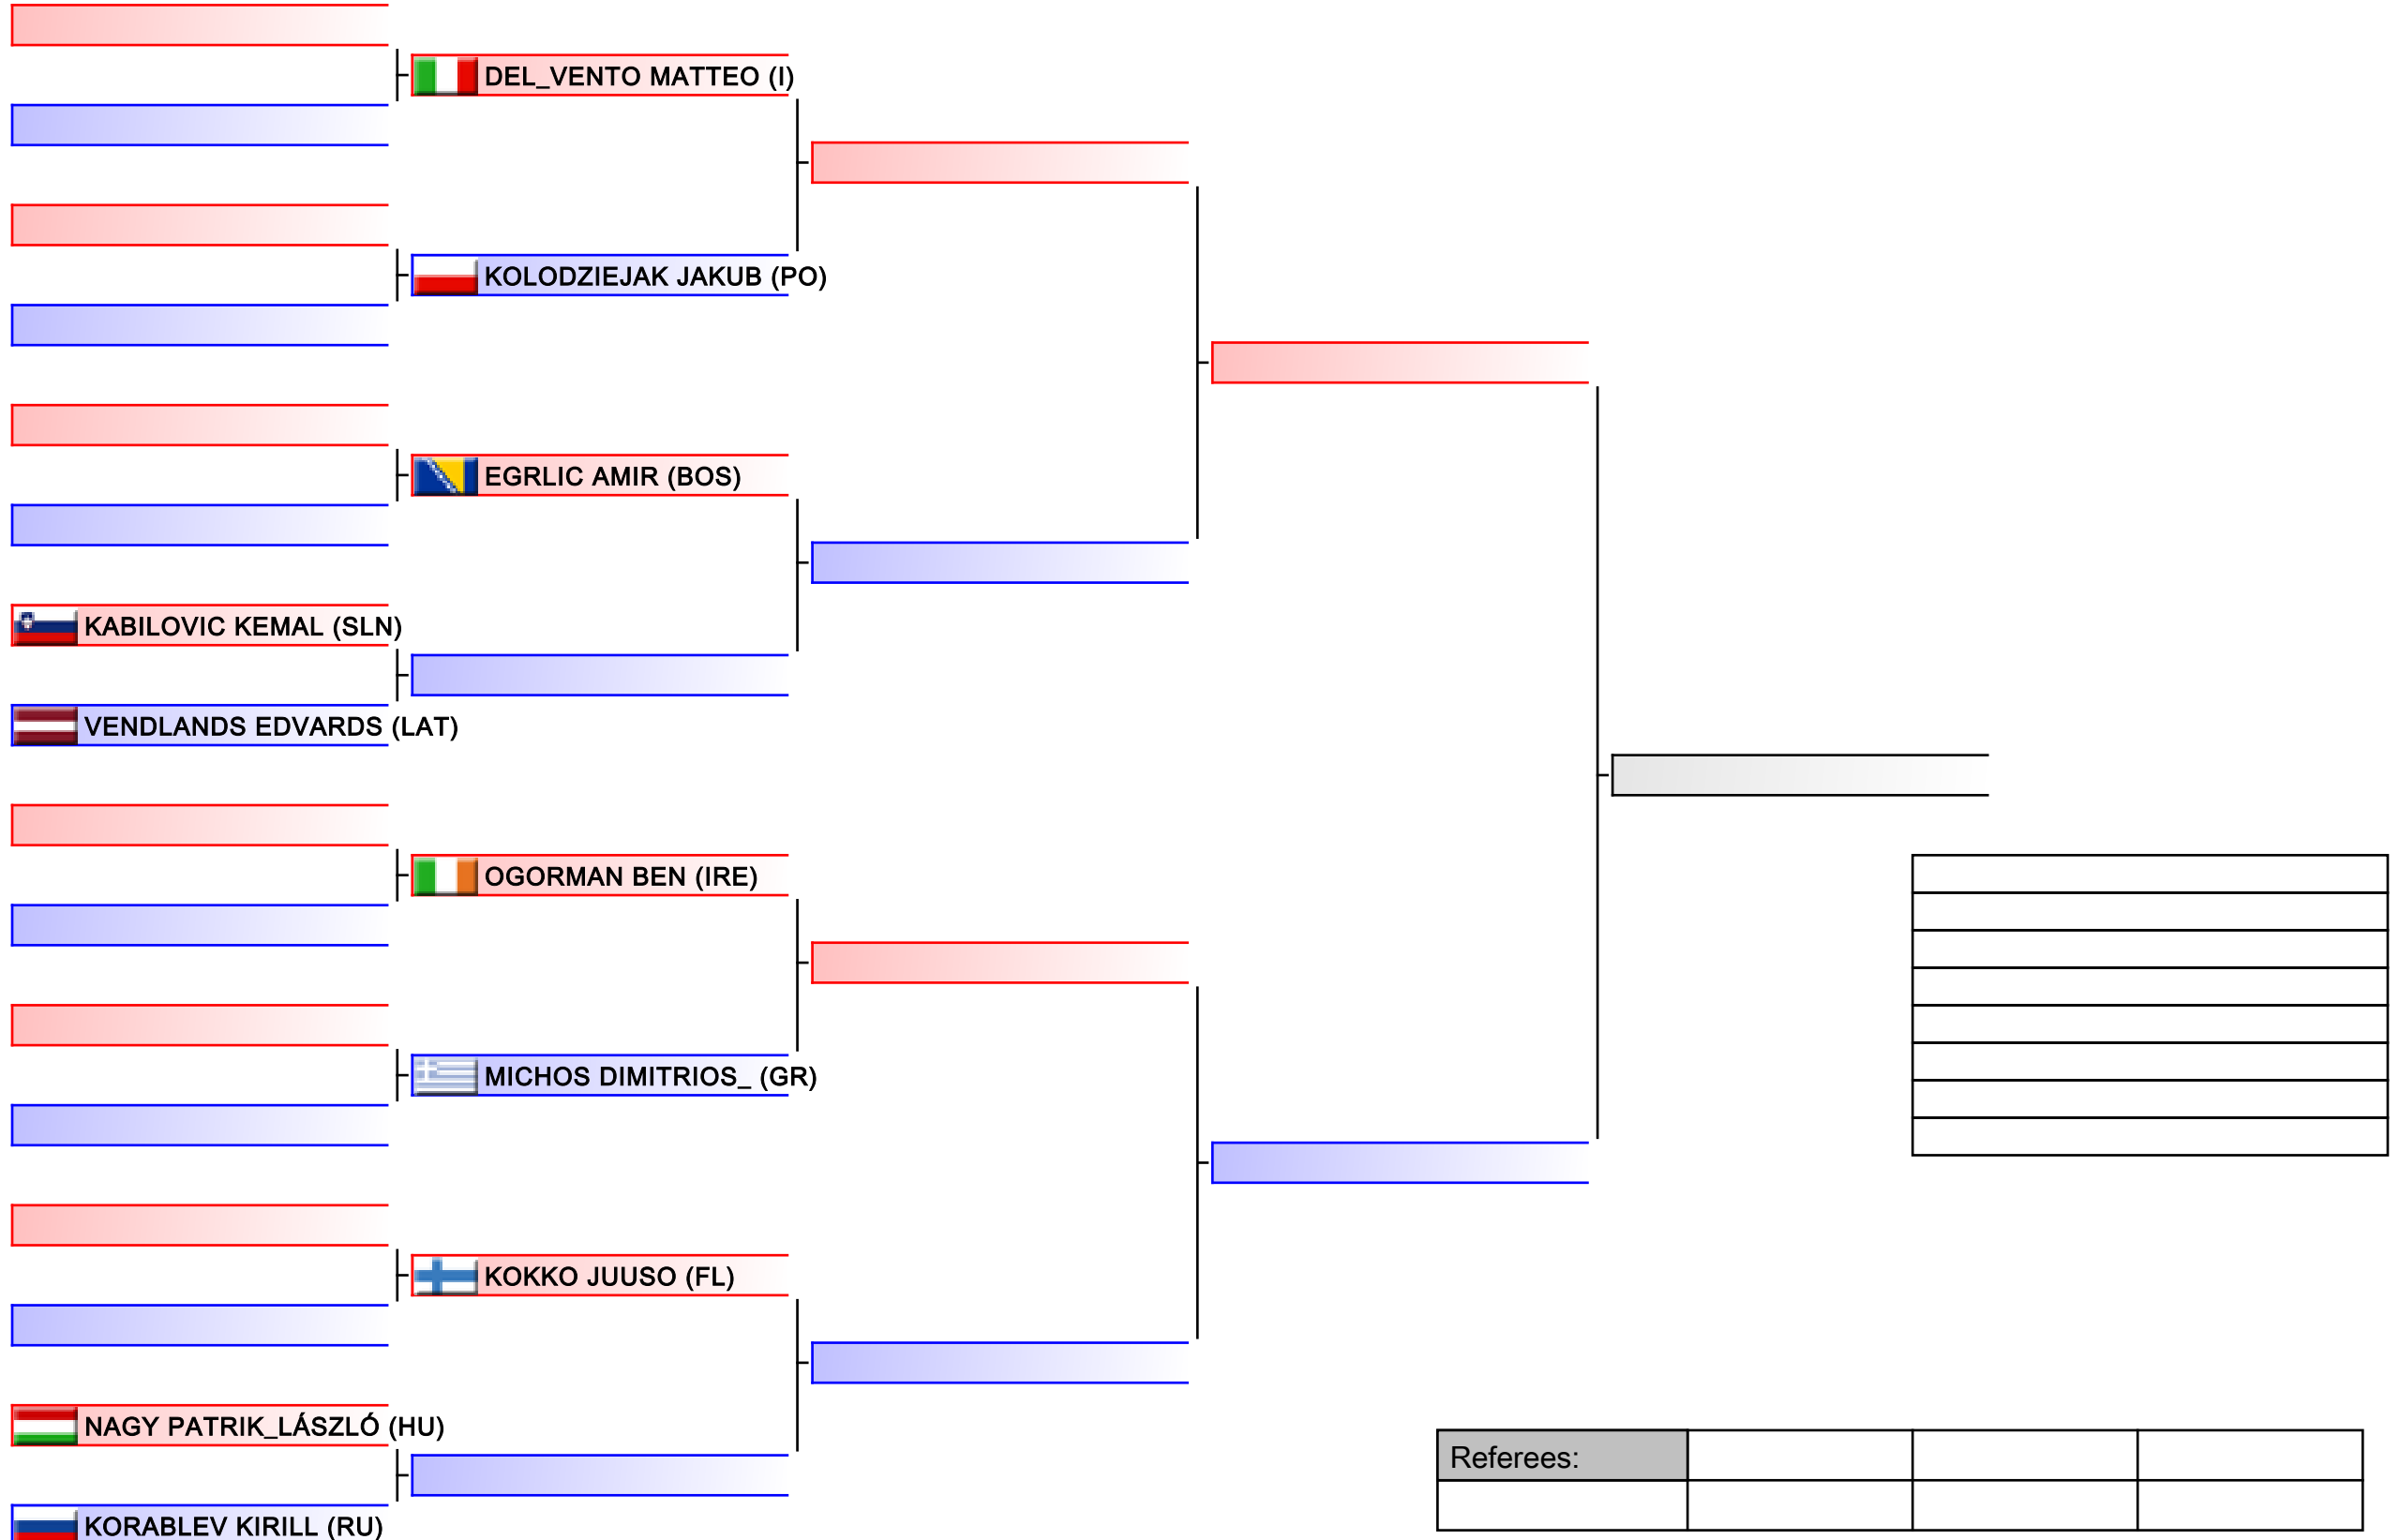 DEL_VENTO MATTEO (I)
KOLODZIEJAK JAKUB (PO)
EGRLIC AMIR (BOS)
KABILOVIC KEMAL (SLN)
VENDLANDS EDVARDS (LAT)
OGORMAN BEN (IRE)
MICHOS DIMITRIOS_ (GR)
KOKKO JUUSO (FL)
NAGY PATRIK_LÁSZLÓ (HU)
Referees:
KORABLEV KIRILL (RU)